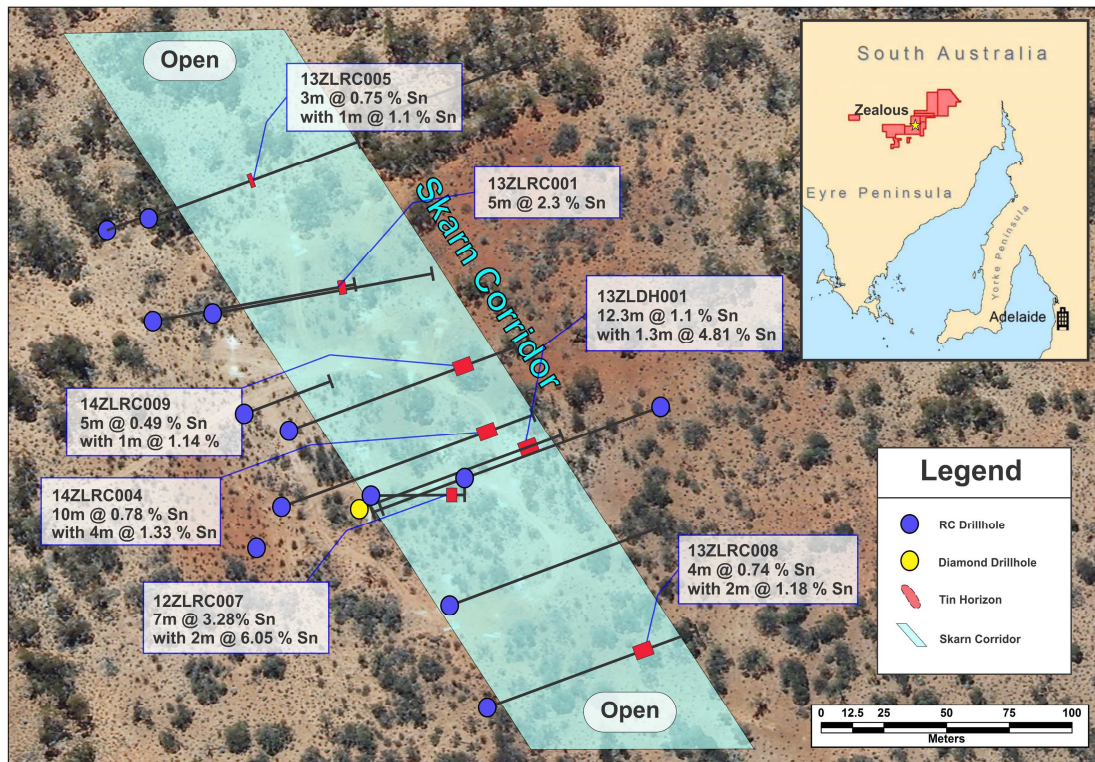 Open
13ZLRC005
3m @ 0.75 % Sn
with 1m @ 1.1 % Sn
13ZLRC001
5m @ 2.3 % Sn
Skarn Corridor
13ZLDH001
12.3m @ 1.1 % Sn
with 1.3m @ 4.81 % Sn
14ZLRC009
5m @ 0.49 % Sn
with 1m @ 1.14 %
14ZLRC004
10m @ 0.78 % Sn
with 4m @ 1.33 % Sn
12ZLRC007
7m @ 3.28% Sn
with 2m @ 6.05 % Sn
13ZLRC008
4m @ 0.74 % Sn
with 2m @ 1.18 % Sn
Open
South Australia
Zealous
Eyre Peninsula
Yorke Peninsula
Adelaide
Legend
RC Drillhole
Diamond Drillhole
Tin Horizon
Skarn Corridor
0 12.5 25 50 75 100
Meters